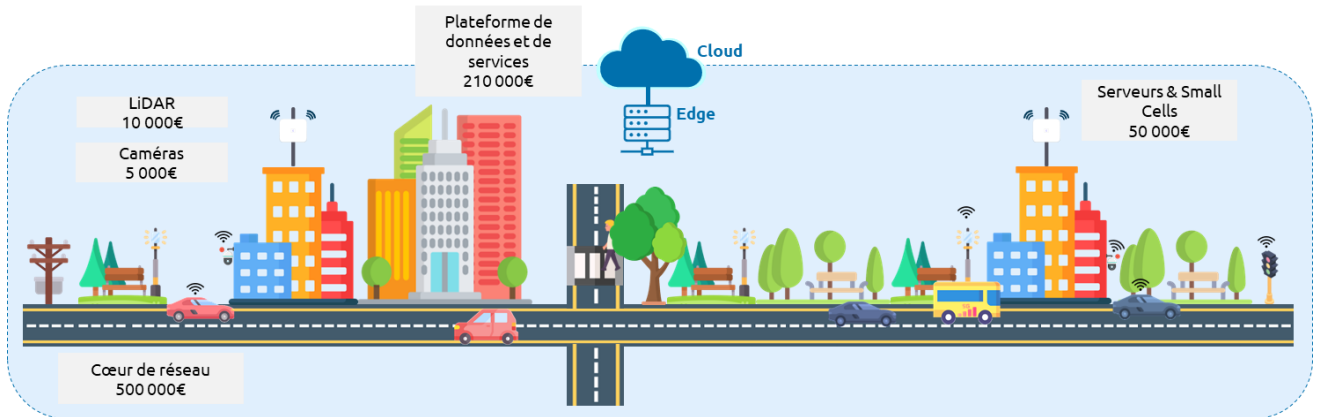 Plateforme de
données et de
services
210 000€
Cloud
Edge
LiDAR
10 000€
Caméras
5 000€
Serveurs & Small
Cells
50 000€
Cœur de réseau
500 000€